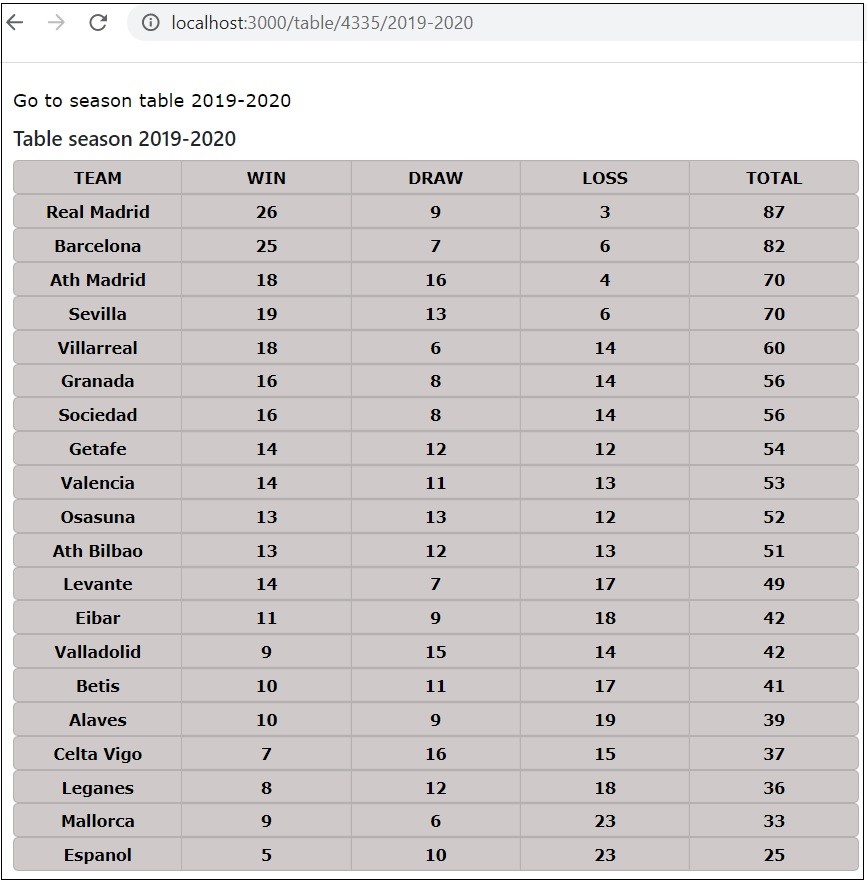 localhost:3000/table/4335/2019-2020
Go to season table 2019-2020
Table season 2019-2020
TEAM WIN DRAW LOSS TOTAL
Real Madrid 26 9 3 87
Barcelona 25 7 6 82
Ath Madrid 18 16 4 70
Sevilla 19 13 6 70
Villarreal 18 6 14 60
Granada 16 8 14 56
Sociedad 16 8 14 56
Getafe 14 12 12 54
Valencia 14 11 13 53
Osasuna 13 13 12 52
Ath Bilbao 13 12 13 51
Levante 14 7 17 49
Eibar 11 9 18 42
Valladolid 9 15 14 42
Betis 10 11 17 41
Alaves 10 9 19 39
Celta Vigo 7 16 15 37
Leganes 8 12 18 36
Mallorca 9 6 23 33
Espanol 5 10 23 25